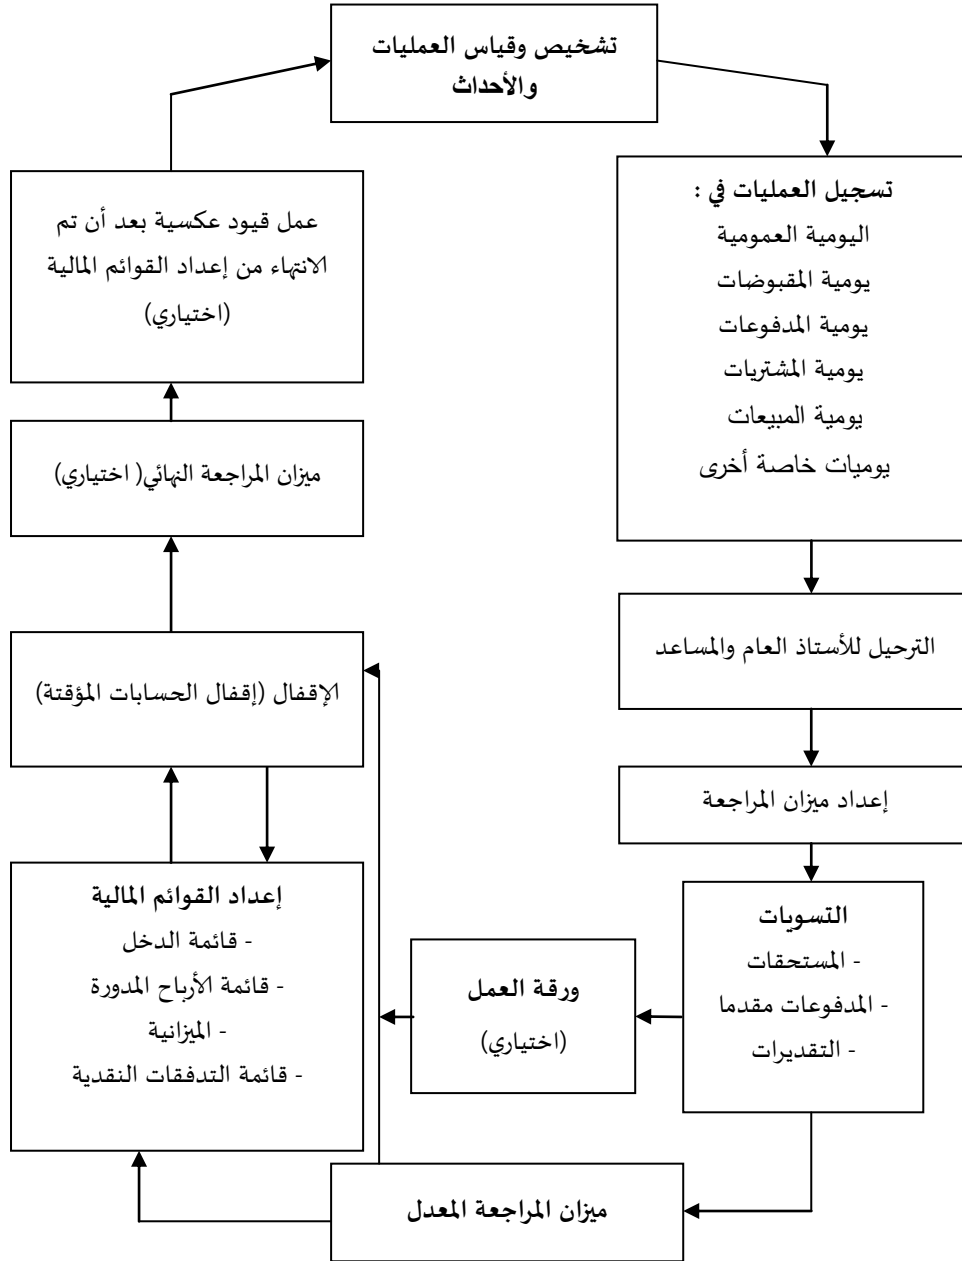 تشخيص وقياس العمليات
والأحداث
تسجيل العمليات في :
اليومية العمومية
يومية المقبوضات
يومية المدفوعات
يومية المشتريات
يومية المبيعات
يوميات خاصة أخرى
الترحيل للأستاذ العام والمساعد
إعداد ميزان المراجعة
التسويات
- المستحقات
- المدفوعات مقدما
- التقديرات
ورقة العمل
(اختياري)
ميزان المراجعة المعدل
إعداد القوائم المالية
- قائمة الدخل
- قائمة الأرباح المدورة
- الميزانية
- قائمة التدفقات النقدية
الإقفال (إقفال الحسابات المؤقتة)
ميزان المراجعة النهائي( اختياري)
عمل قيود عكسية بعد أن تم
الانتهاء من إعداد القوائم المالية
(اختياري)